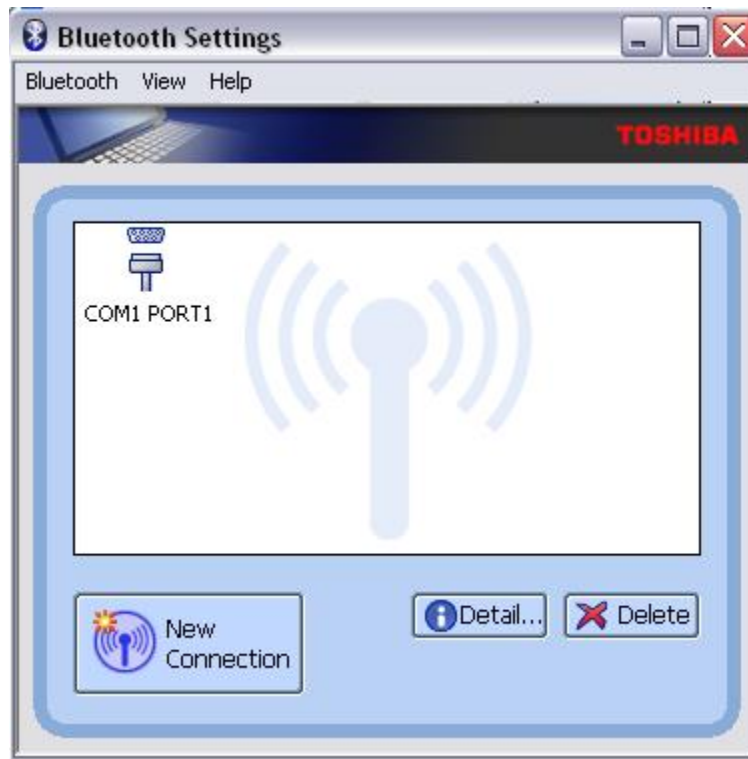 Bluetooth Settings
Bluetooth View Help
TOSHIBA
COM1 PORT1
New
Connection
Detail...
Delete